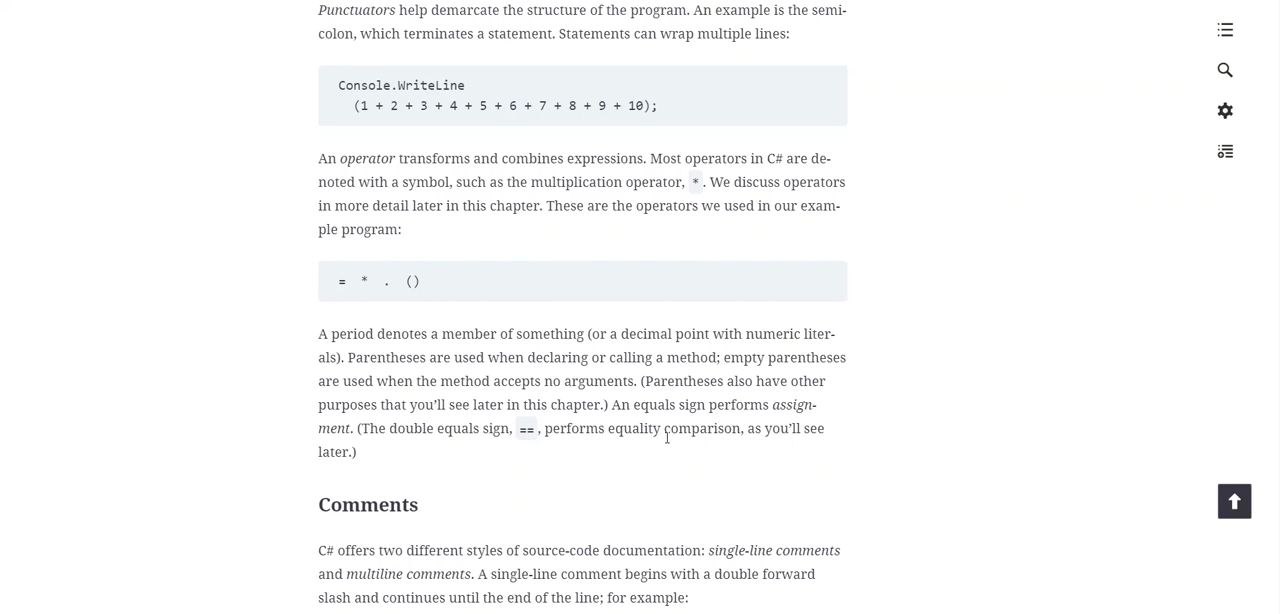 Punctuators help demarcate the structure of the program. An example is the semi-
colon, which terminates a statement. Statements can wrap multiple lines:
Console.WriteLine
(1 + 2 + 3 + 4 + 5 + 6 + 7 + 8 + 9 + 10);
An operator transforms and combines expressions. Most operators in C# are de-
noted with a symbol, such as the multiplication operator, *. We discuss operators
in more detail later in this chapter. These are the operators we used in our exam-
ple program:
= * . ()
A period denotes a member of something (or a decimal point with numeric liter-
als). Parentheses are used when declaring or calling a method; empty parentheses
are used when the method accepts no arguments. (Parentheses also have other
purposes that you’ll see later in this chapter.) An equals sign performs assign-
ment. (The double equals sign, ==, performs equality comparison, as you’ll see
later.)
Comments
C# offers two different styles of source-code documentation: single-line comments
and multiline comments. A single-line comment begins with a double forward
slash and continues until the end of the line; for example: